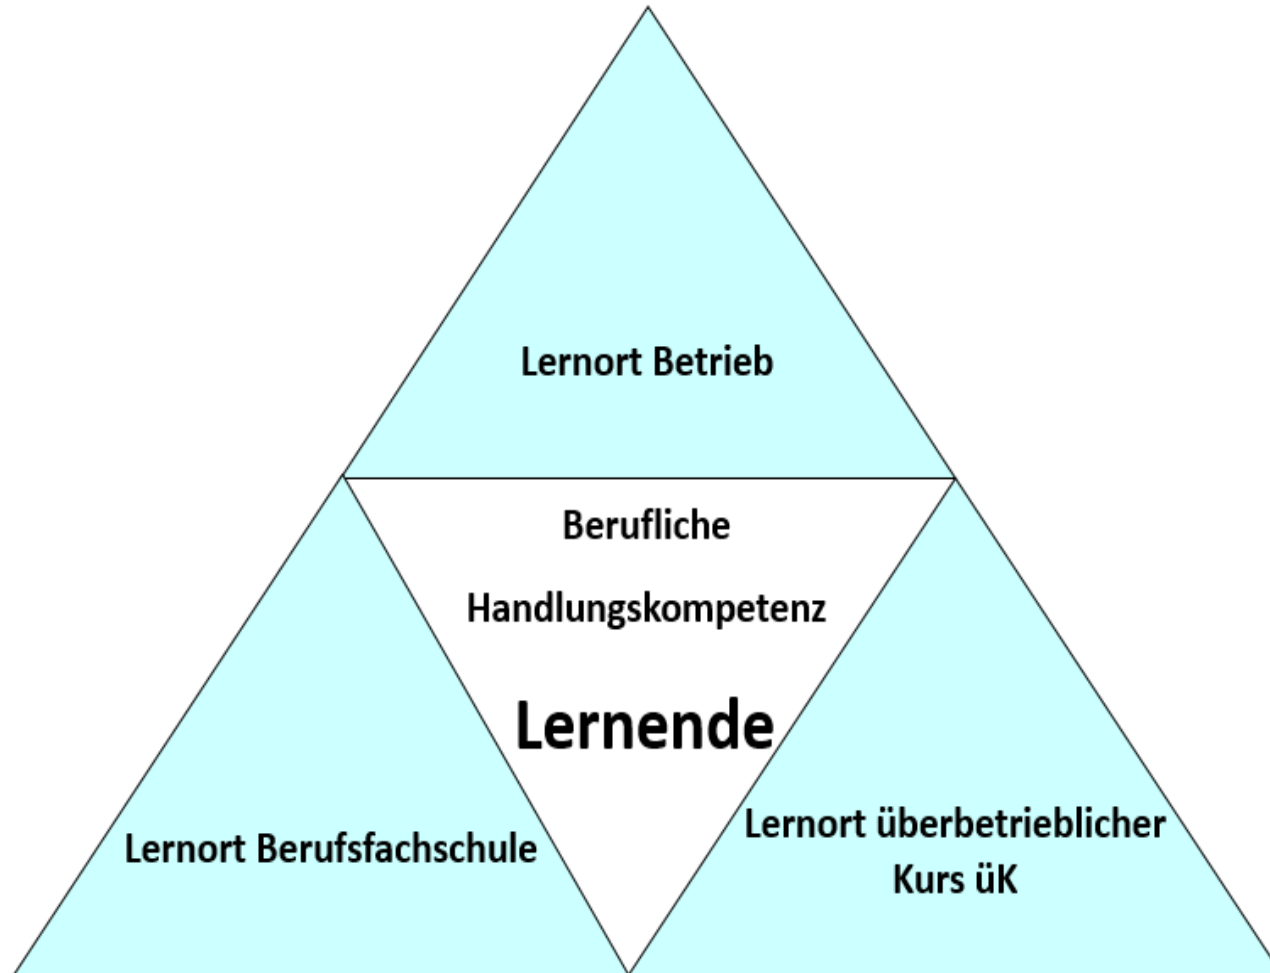 Lernort Betrieb
Berufliche
Handlungskompetenz
Lernende
Lernort Berufsfachschule
Lernort überbetrieblicher
Kurs üK